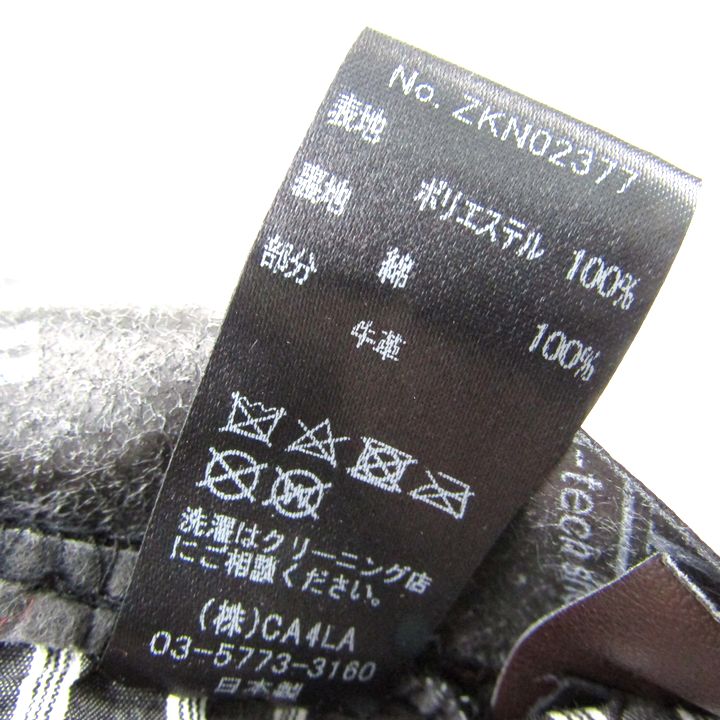 No. ZKN02377
表地 ポリエステル 100%
裏地 綿 100%
部分 牛革
洗濯はクリーニング店
にご相談ください。
(株)CA4LA
03-5773-3160
日本製
-tech